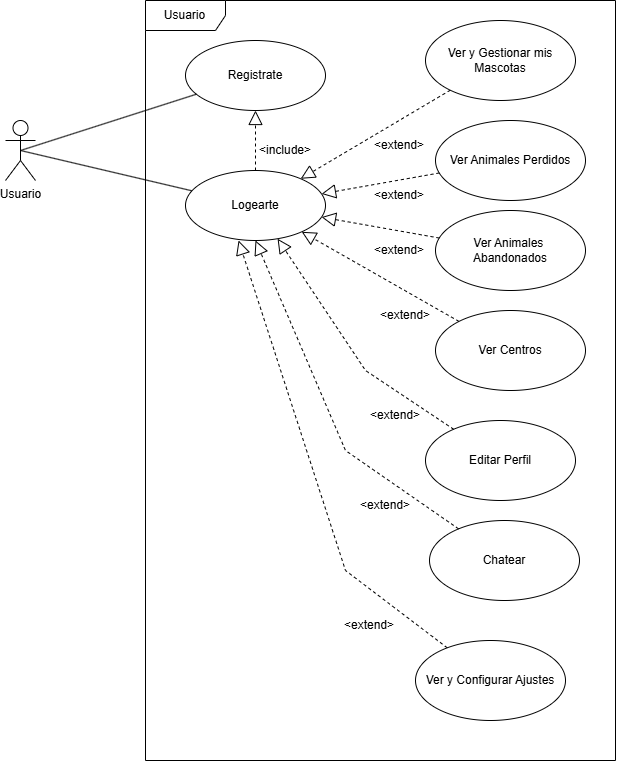 Usuario
Registrate
Ver y Gestionar mis
Mascotas
<include>
<extend>
Ver Animales Perdidos
Usuario
Logearte
<extend>
Ver Animales
Abandonados
<extend>
<extend>
Ver Centros
<extend>
Editar Perfil
<extend>
Chatear
<extend>
Ver y Configurar Ajustes